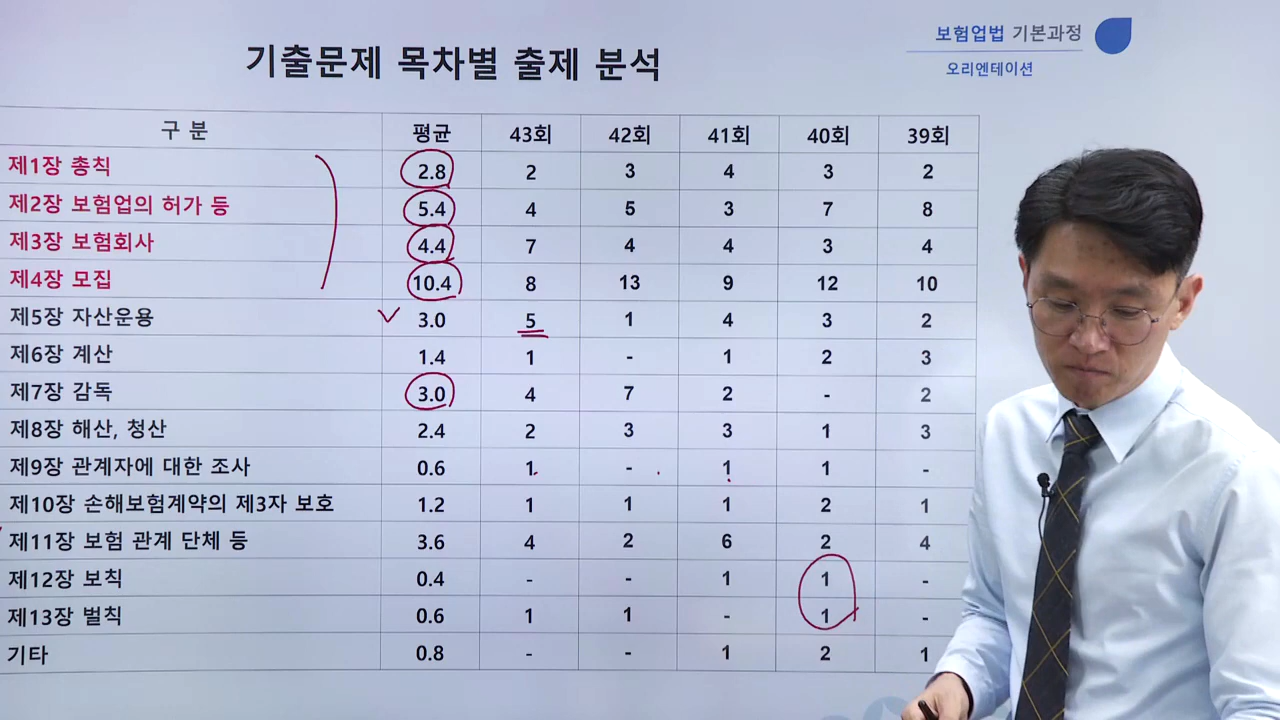 보험업법 기본과정
오리엔테이션
기출문제 목차별 출제 분석
구 분 평균 43회 42회 41회 40회 39회
제1장 총칙 2.8 2 3 4 3 2
제2장 보험업의 허가 등 5.4 4 5 3 7 8
제3장 보험회사 4.4 7 4 4 3 4
제4장 모집 10.4 8 13 9 12 10
제5장 자산운용 3.0 5 1 4 3 2
제6장 계산 1.4 1 - 1 2 3
제7장 감독 3.0 4 7 2 - 2
제8장 해산, 청산 2.4 2 3 3 1 3
제9장 관계자에 대한 조사 0.6 1 - 1 1 -
제10장 손해보험계약의 제3자 보호 1.2 1 1 1 2 1
제11장 보험 관계 단체 등 3.6 4 2 6 2 4
제12장 보칙 0.4 - - 1 1 -
제13장 벌칙 0.6 1 1 - 1 -
기타 0.8 - - 1 2 1